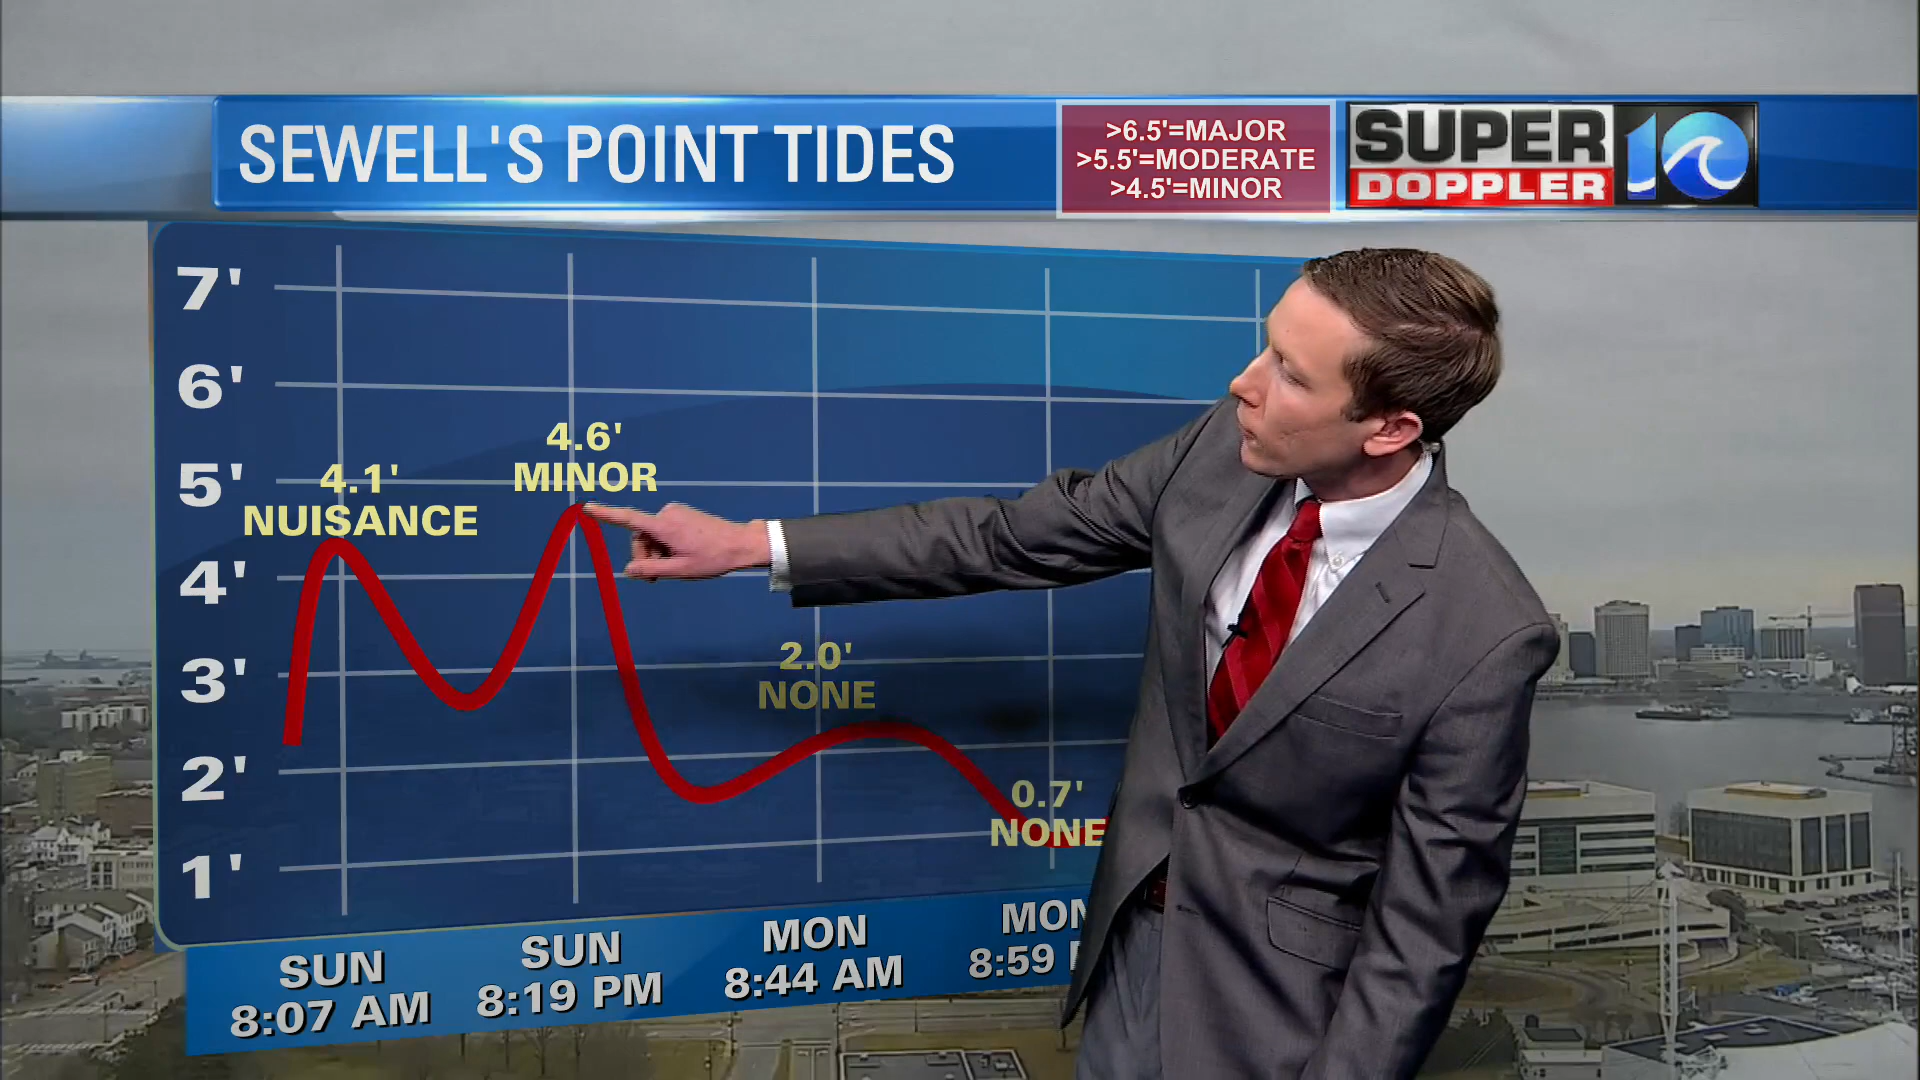 SEWELL'S POINT TIDES
>6.5'=MAJOR
>5.5'=MODERATE
>4.5'=MINOR
SUPER
DOPPLER
10
7'
6'
5'
4'
3'
2'
1'
4.1'
NUISANCE
4.6'
MINOR
2.0'
NONE
0.7'
NONE
SUN
8:07 AM
SUN
8:19 PM
MON
8:44 AM
MON
8:59